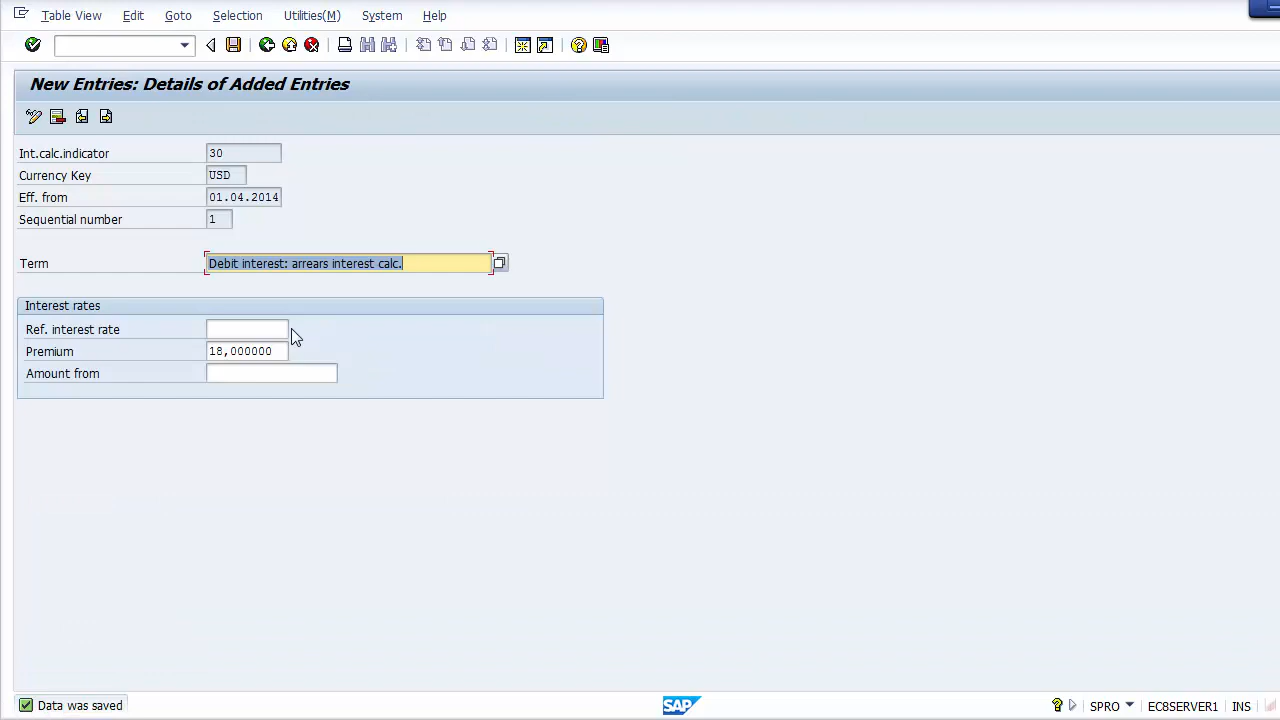 Table View Edit Goto Selection Utilities(M) System Help
New Entries: Details of Added Entries
Int.calc.indicator 30
Currency Key USD
Eff. from 01.04.2014
Sequential number 1
Term Debit interest: arrears interest calc.
Interest rates
Ref. interest rate
Premium 18,000000
Amount from
Data was saved SAP SPRO EC8SERVER1 INS